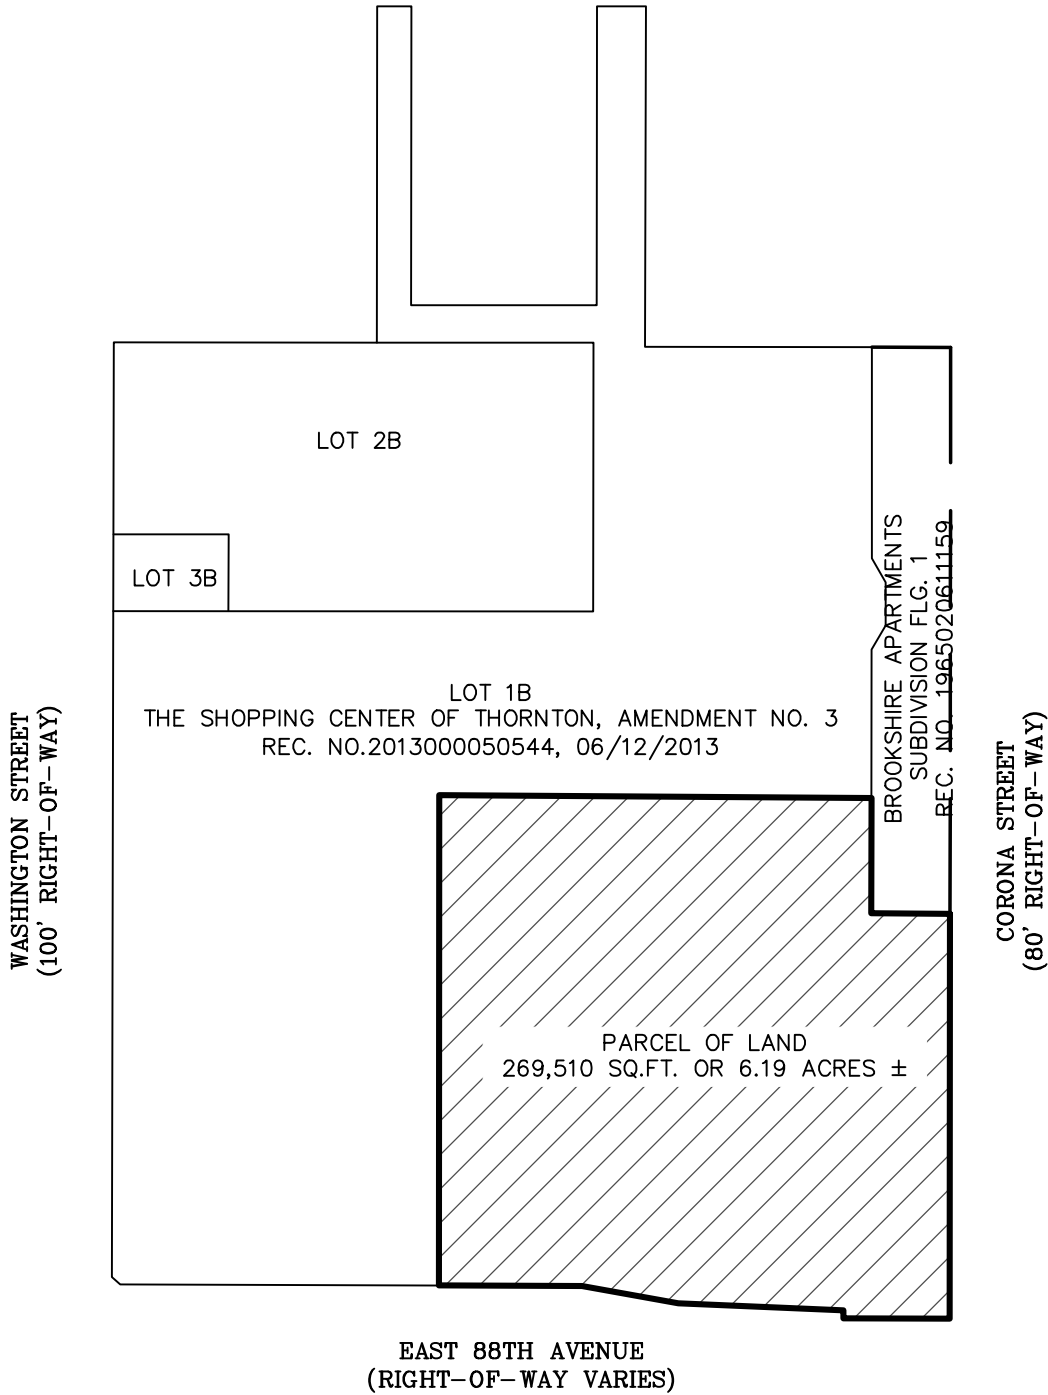 LOT 2B
LOT 3B
BROOKSHIRE APARTMENTS
SUBDIVISION FLG. 1
REC. NO. 1965020611159
LOT 1B
THE SHOPPING CENTER OF THORNTON, AMENDMENT NO. 3
REC. NO.2013000050544, 06/12/2013
WASHINGTON STREET
(100' RIGHT-OF-WAY)
CORONA STREET
(80' RIGHT-OF-WAY)
PARCEL OF LAND
269,510 SQ.FT. OR 6.19 ACRES ±
EAST 88TH AVENUE
(RIGHT-OF-WAY VARIES)